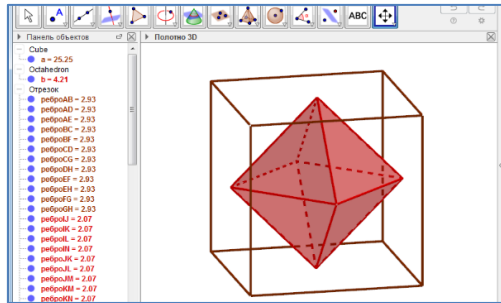 ABC
Панель объектов
Полотно 3D
Cube
a = 25.25
Octahedron
b = 4.21
Отрезок
реброAB = 2.93
реброAD = 2.93
реброAE = 2.93
реброBC = 2.93
реброBF = 2.93
реброCD = 2.93
реброCG = 2.93
реброDH = 2.93
реброEF = 2.93
реброEH = 2.93
реброFG = 2.93
реброGH = 2.93
реброIJ = 2.07
реброIK = 2.07
реброIL = 2.07
реброIN = 2.07
реброJK = 2.07
реброJL = 2.07
реброJM = 2.07
реброKM = 2.07
реброKN = 2.07